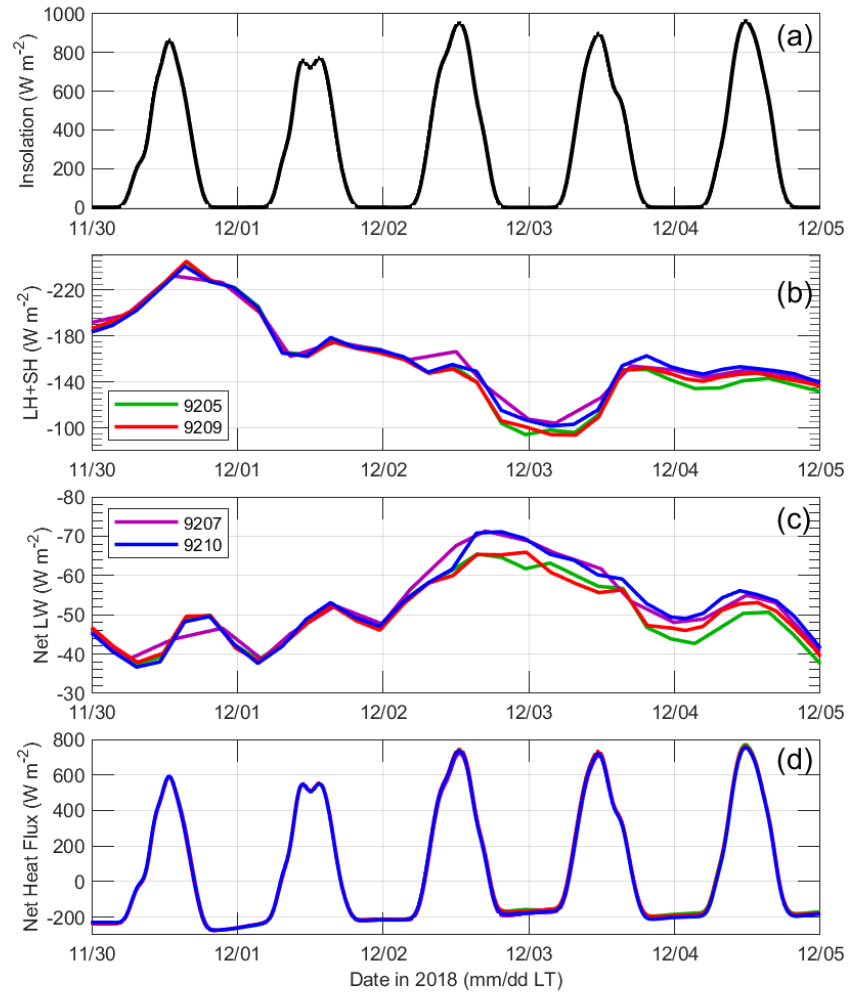 (a)
Insolation (W m-2)
1000
800
600
400
200
0
11/30 12/01 12/02 12/03 12/04 12/05
(b)
LH+SH (W m-2)
-220
-180
-140
-100
9205
9209
11/30 12/01 12/02 12/03 12/04 12/05
(c)
Net LW (W m-2)
-80
-70
-60
-50
-40
-30
9207
9210
11/30 12/01 12/02 12/03 12/04 12/05
(d)
Net Heat Flux (W m-2)
800
600
400
200
0
-200
11/30 12/01 12/02 12/03 12/04 12/05
Date in 2018 (mm/dd LT)